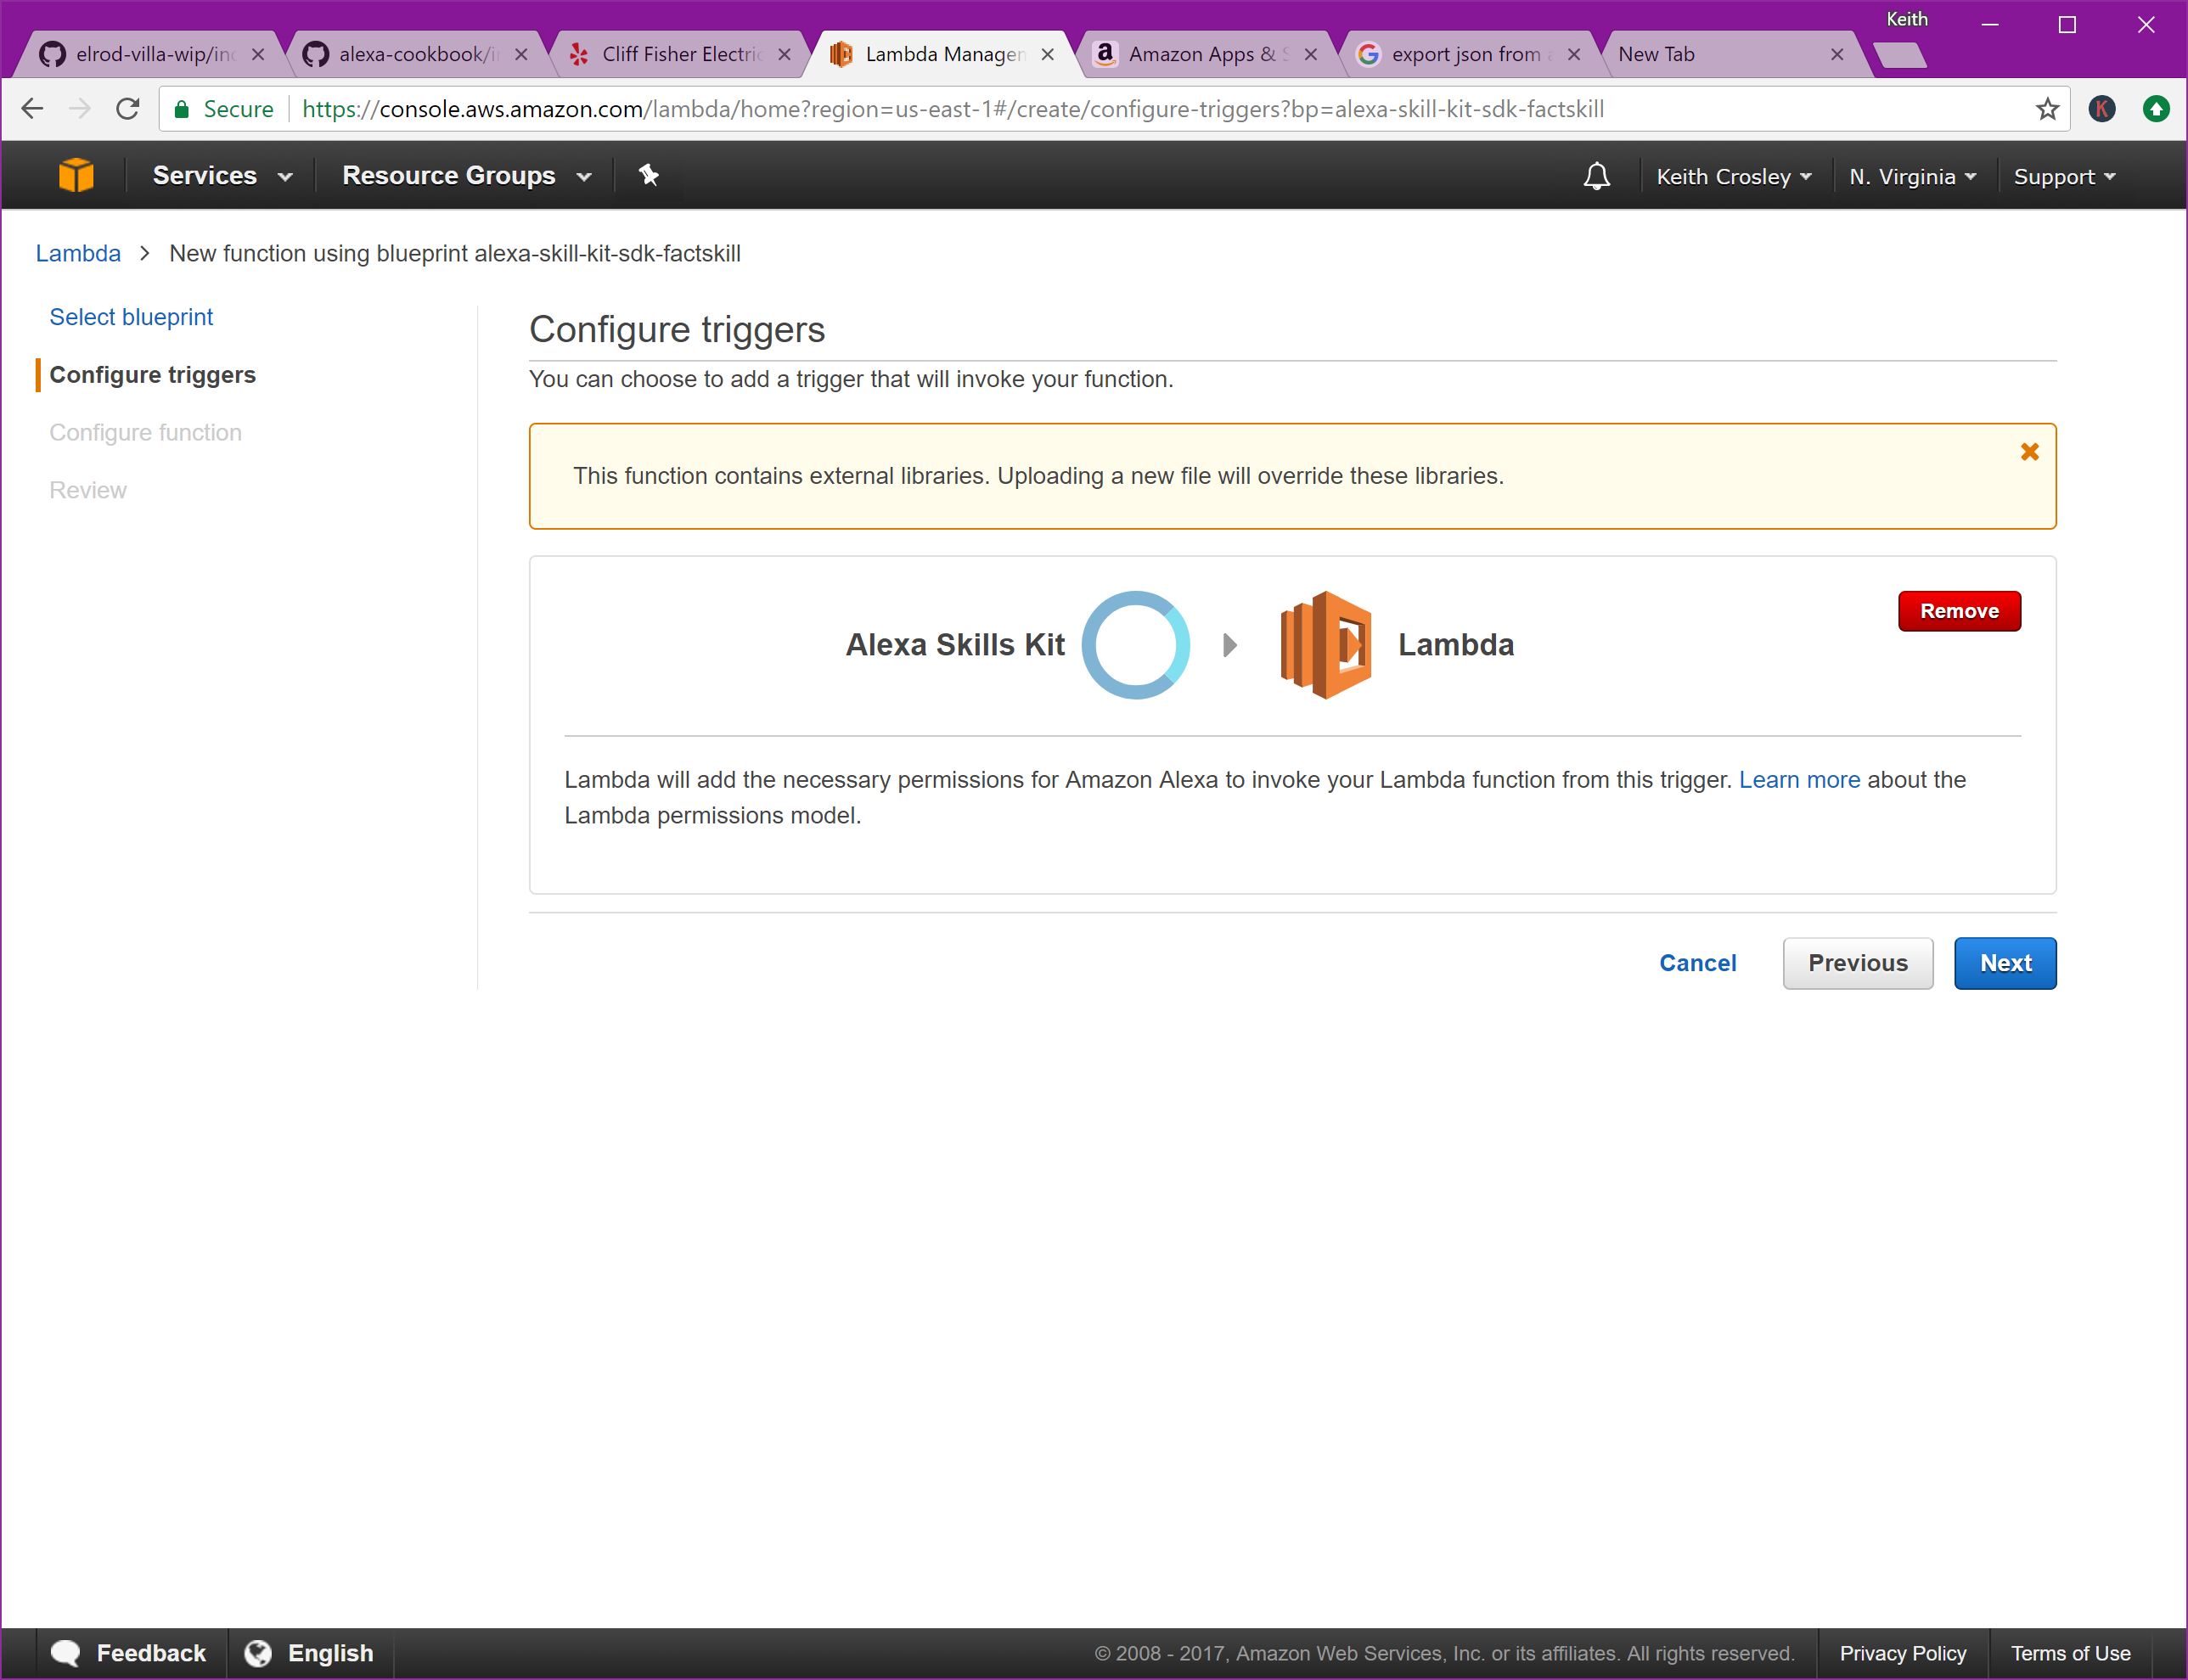 Keith
elrod-villa-wip/in
alexa-cookbook/i
Cliff Fisher Electric
Lambda Managem
Amazon Apps & S
export json from a
New Tab
Secure https://console.aws.amazon.com/lambda/home?region=us-east-1#/create/configure-triggers?bp=alexa-skill-kit-sdk-factskill
K
Services Resource Groups Keith Crosley N. Virginia Support
Lambda > New function using blueprint alexa-skill-kit-sdk-factskill
Select blueprint
Configure triggers
Configure function
Review
Configure triggers
You can choose to add a trigger that will invoke your function.
This function contains external libraries. Uploading a new file will override these libraries.
Remove
Alexa Skills Kit Lambda
Lambda will add the necessary permissions for Amazon Alexa to invoke your Lambda function from this trigger. Learn more about the
Lambda permissions model.
Cancel Previous Next
Feedback English © 2008 - 2017, Amazon Web Services, Inc. or its affiliates. All rights reserved. Privacy Policy Terms of Use